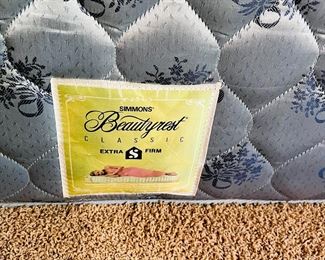 SIMMONS'
Beautyrest
CLASSIC
EXTRA S FIRM